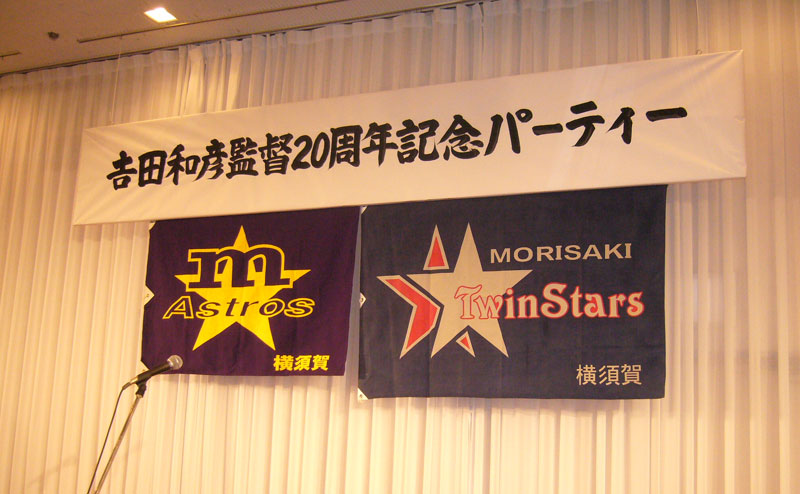 𠮷田和彦監督20周年記念パーティー
m
Astros
横須賀
MORISAKI
TwinStars
横須賀